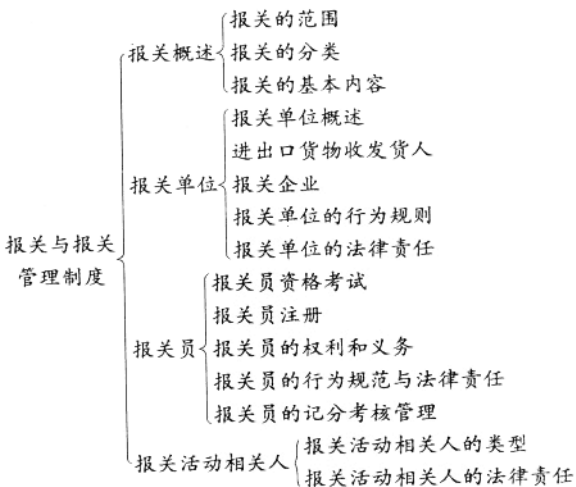 报关与报关
管理制度
报关概述
报关的范围
报关的分类
报关的基本内容
报关单位
报关单位概述
进出口货物收发货人
报关企业
报关单位的行为规则
报关单位的法律责任
报关员
报关员资格考试
报关员注册
报关员的权利和义务
报关员的行为规范与法律责任
报关员的记分考核管理
报关活动相关人
报关活动相关人的类型
报关活动相关人的法律责任